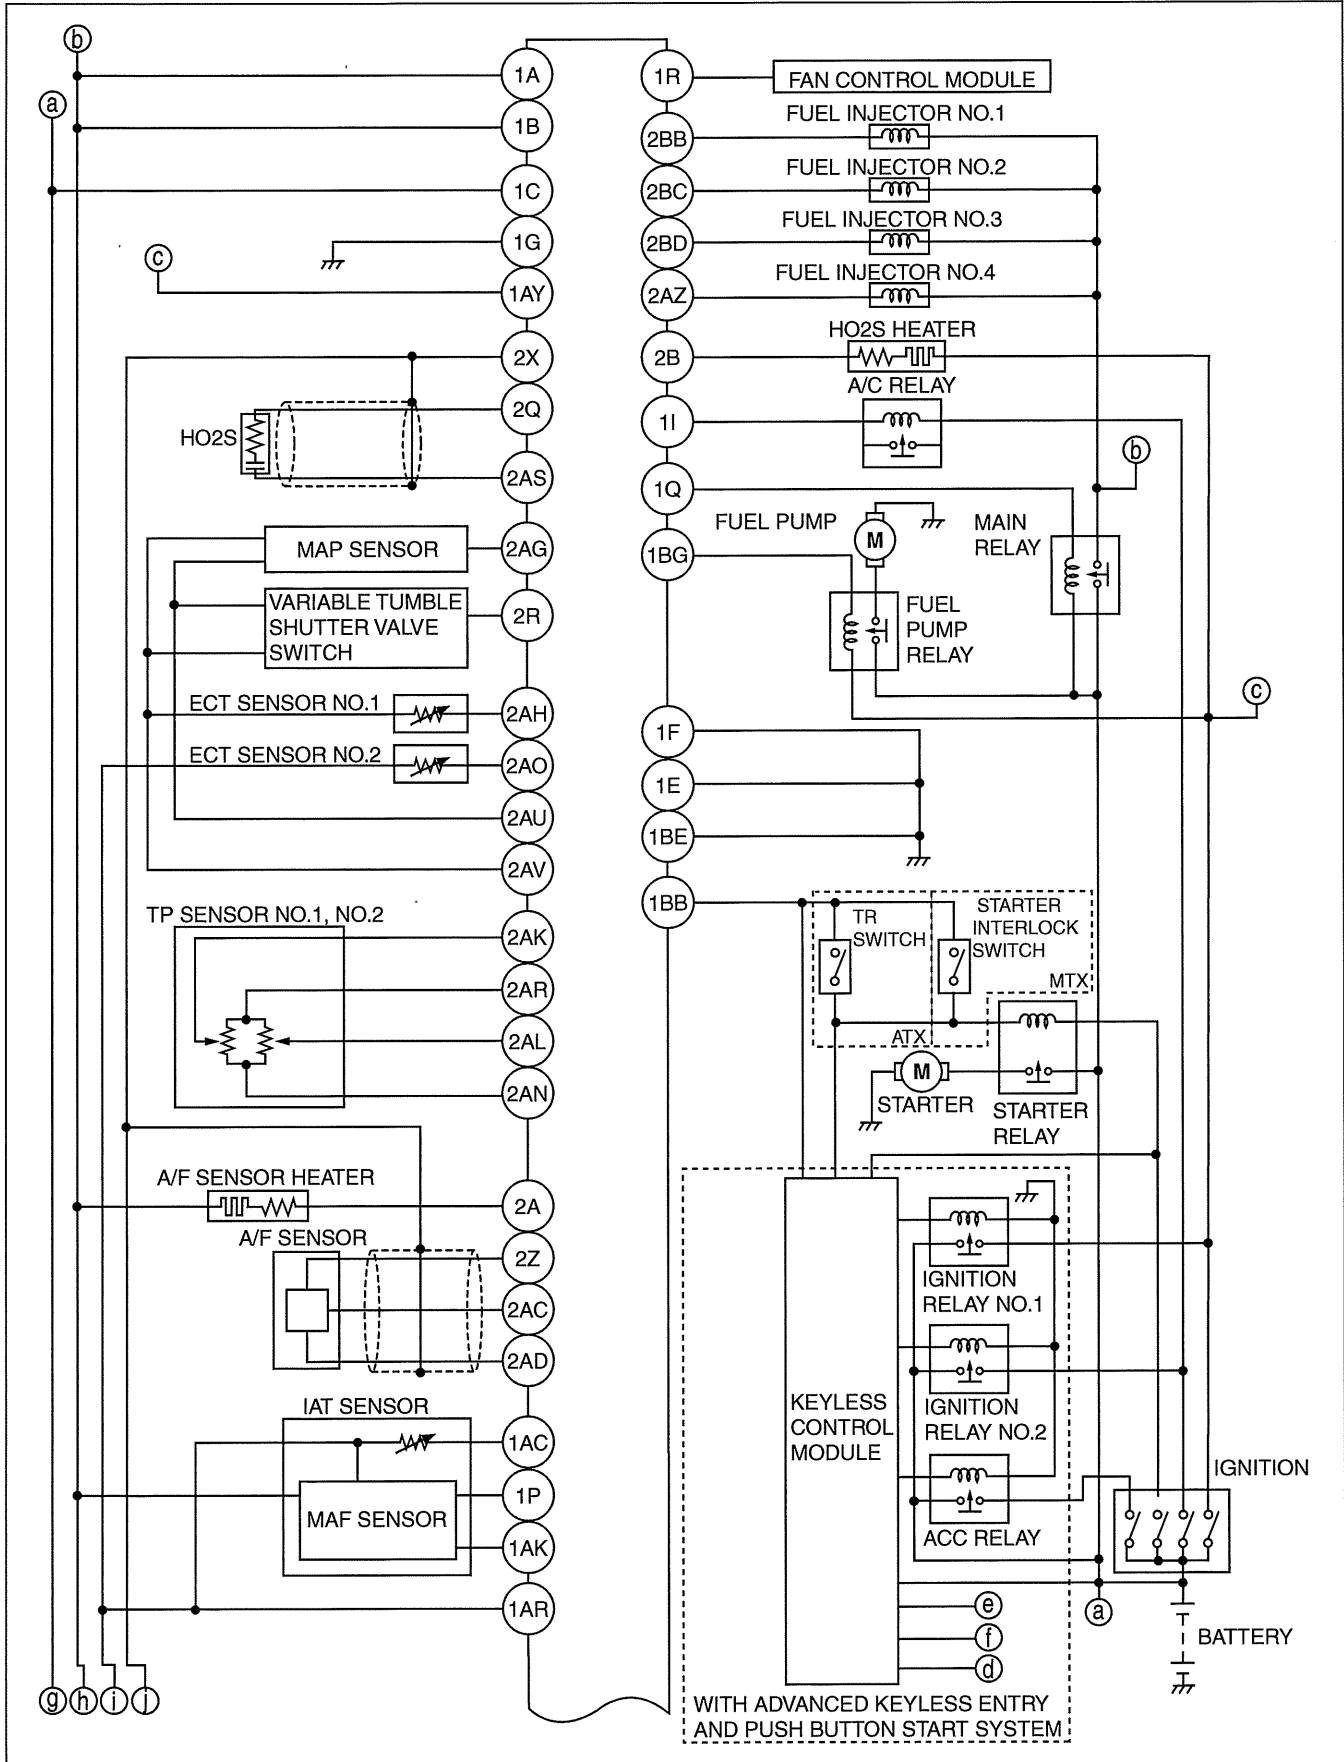 b
a
1A
1B
1C
1G
c
1AY
2X
2Q
HO2S
2AS
MAP SENSOR
2AG
VARIABLE TUMBLE
SHUTTER VALVE
SWITCH
2R
ECT SENSOR NO.1
2AH
ECT SENSOR NO.2
2AO
2AU
2AV
TP SENSOR NO.1, NO.2
2AK
2AR
2AL
2AN
A/F SENSOR HEATER
2A
A/F SENSOR
2Z
2AC
2AD
IAT SENSOR
1AC
1P
MAF SENSOR
1AK
1AR
g
h
i
j
1R
FAN CONTROL MODULE
FUEL INJECTOR NO.1
2BB
FUEL INJECTOR NO.2
2BC
FUEL INJECTOR NO.3
2BD
FUEL INJECTOR NO.4
2AZ
HO2S HEATER
2B
A/C RELAY
1I
b
1Q
FUEL PUMP
M
MAIN
RELAY
1BG
FUEL
PUMP
RELAY
c
1F
1E
1BE
1BB
TR
SWITCH
STARTER
INTERLOCK
SWITCH
MTX
ATX
M
STARTER
STARTER
RELAY
IGNITION
RELAY NO.1
KEYLESS
CONTROL
MODULE
IGNITION
RELAY NO.2
ACC RELAY
IGNITION
e
f
d
a
BATTERY
WITH ADVANCED KEYLESS ENTRY
AND PUSH BUTTON START SYSTEM